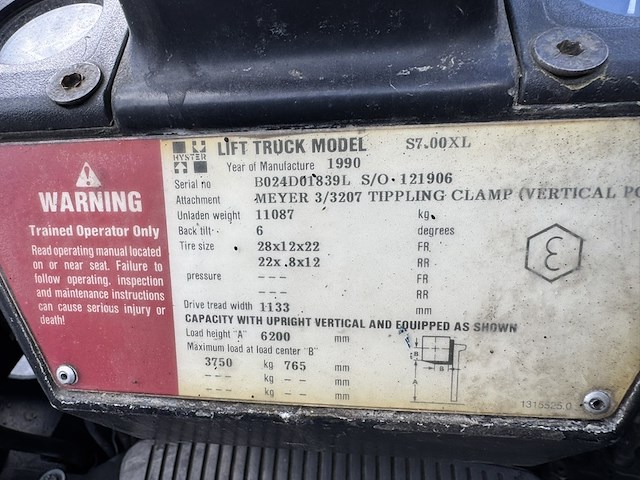 WARNING
Trained Operator Only
Read operating manual located
on or near seat. Failure to
follow operating, inspection
and maintenance instructions
can cause serious injury or
death!
HYSTER
LIFT TRUCK MODEL S7.00XL
Year of Manufacture 1990
Serial no B024D01839L S/O 121906
Attachment MEYER 3/3207 TIPPLING CLAMP (VERTICAL PO
Unladen weight 11087 kg
Back tilt 6 degrees
Tire size 28x12x22 FR
22x.8x12 RR
pressure --- FR
--- RR
Drive tread width 1133 mm
CAPACITY WITH UPRIGHT VERTICAL AND EQUIPPED AS SHOWN
Load height "A" 6200 mm
Maximum load at load center "B"
3750 kg 765 mm
--- kg --- mm
--- kg --- mm
B
B
A
ε
1315525 0